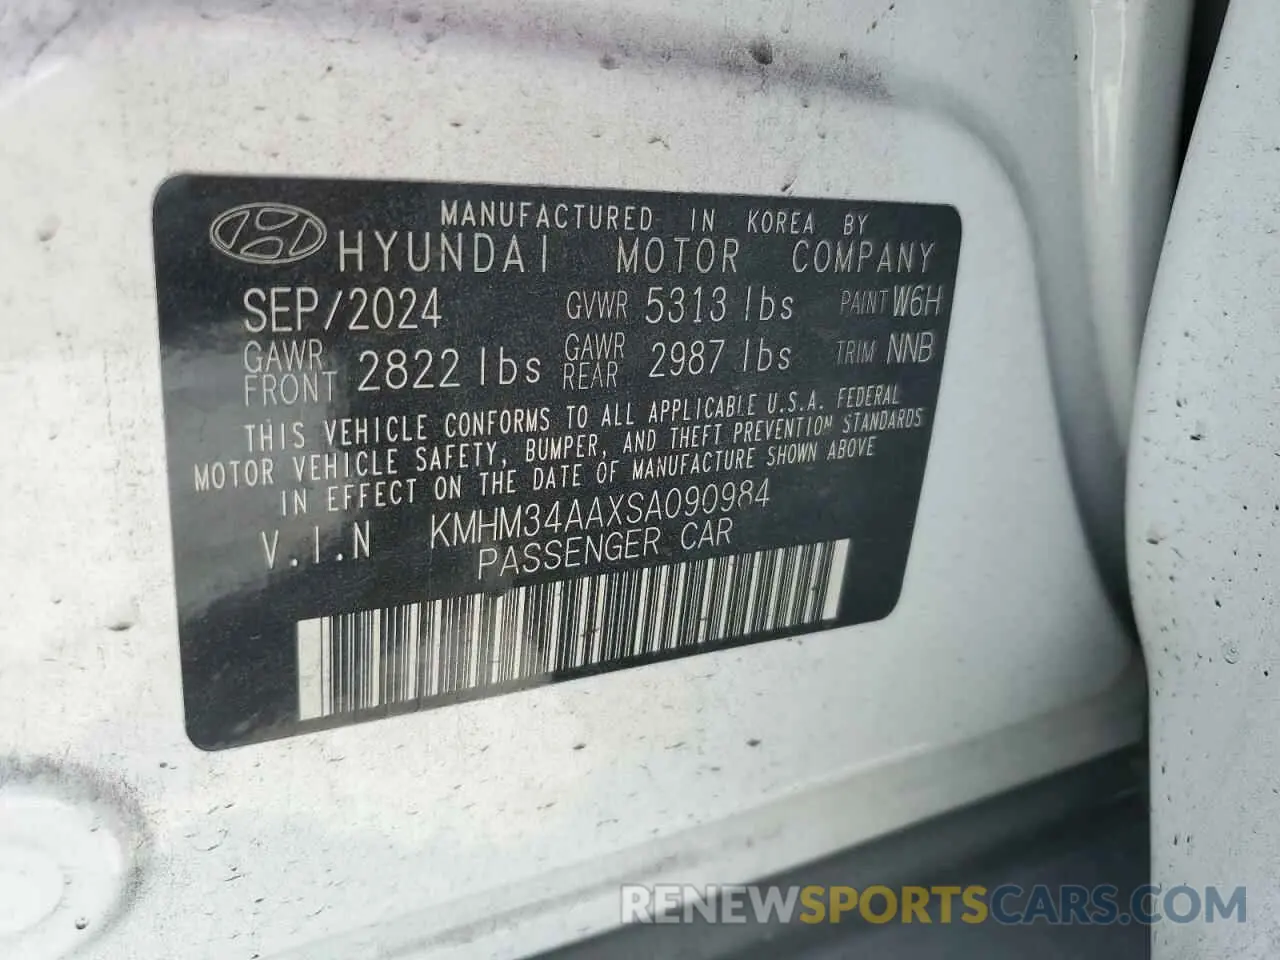 MANUFACTURED IN KOREA BY
HYUNDAI MOTOR COMPANY
SEP/2024 GVWR 5313 lbs PAINT W6H
GAWR FRONT 2822 lbs GAWR REAR 2987 lbs TRIM NNB
THIS VEHICLE CONFORMS TO ALL APPLICABLE U.S.A. FEDERAL
MOTOR VEHICLE SAFETY, BUMPER, AND THEFT PREVENTION STANDARDS
IN EFFECT ON THE DATE OF MANUFACTURE SHOWN ABOVE
V.I.N KMHM34AAXSA090984
PASSENGER CAR
RENEWSPORTSCARS.COM